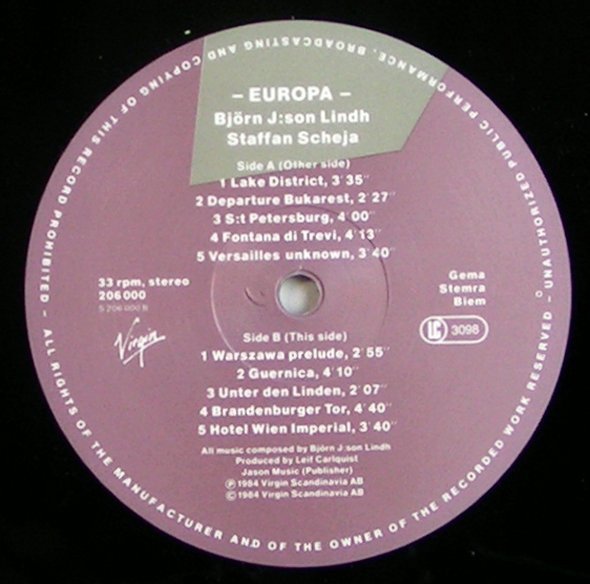 – EUROPA –
Björn J:son Lindh
Staffan Scheja
Side A (Other side)
1 Lake District, 3'35''
2 Departure Bukarest, 2'27''
3 S:t Petersburg, 4'00''
4 Fontana di Trevi, 4'13''
5 Versailles unknown, 3'40''
33 rpm, stereo
206000
5 206 000 B
Gema
Stemra
Biem
Virgin
LC 3098
Side B (This side)
1 Warszawa prelude, 2'55''
2 Guernica, 4'10''
3 Unter den Linden, 2'07''
4 Brandenburger Tor, 4'40''
5 Hotel Wien Imperial, 3'40''
All music composed by Björn J:son Lindh
Produced by Leif Carlquist
Jason Music (Publisher)
Ⓟ 1984 Virgin Scandinavia AB
© 1984 Virgin Scandinavia AB
ALL RIGHTS OF THE MANUFACTURER AND OF THE OWNER OF THE RECORDED WORK RESERVED – UNAUTHORIZED PUBLIC PERFORMANCE, BROADCASTING AND COPYING OF THIS RECORD PROHIBITED –